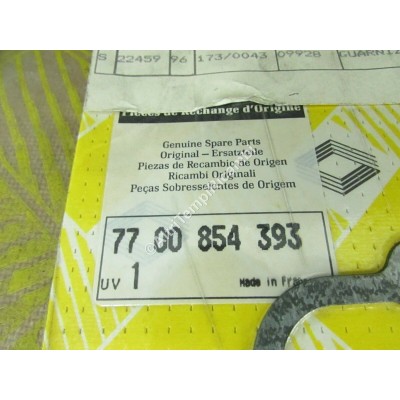 S 22459 96 173/0043 09928 GUARNI
Pièces de Rechange d'Origine
Genuine Spare Parts
Original – Ersatzteile
Piezas de Recambio de Origen
Ricambi Originali
Peças Sobresselentes de Origem
77 00 854 393
UV 1 Made in Fran